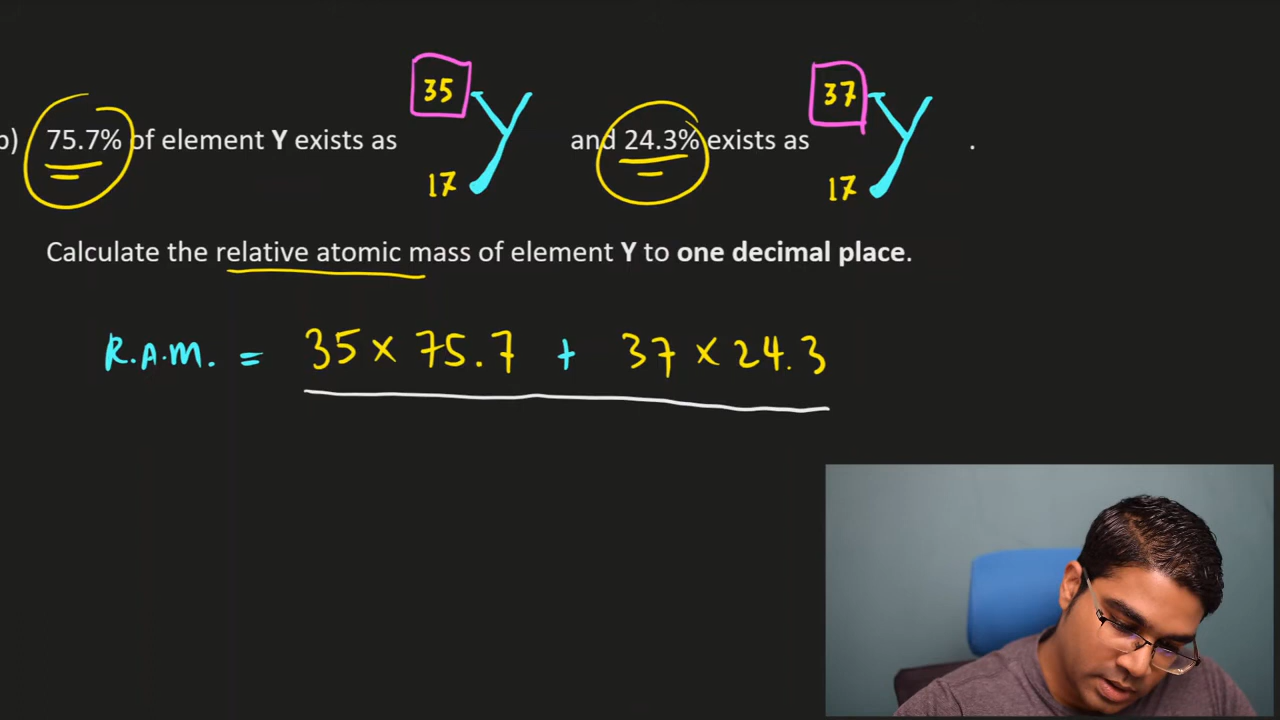 b) 75.7% of element Y exists as 35 17 Y and 24.3% exists as 37 17 Y .
Calculate the relative atomic mass of element Y to one decimal place.
R.A.M. = 35 × 75.7 + 37 × 24.3